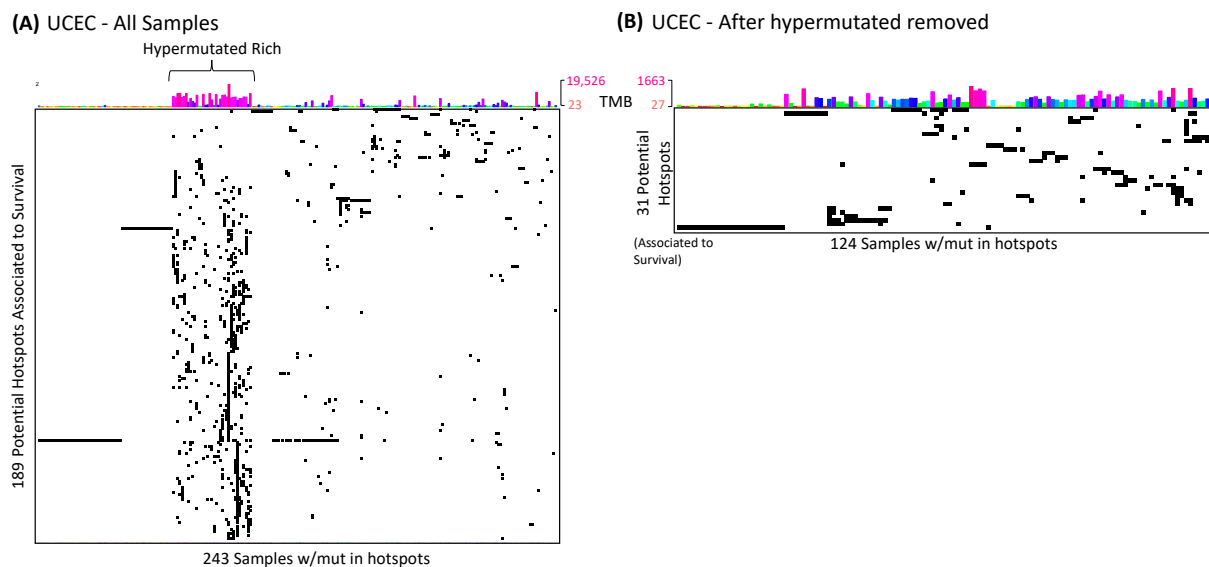 (A) UCEC - All Samples
Hypermutated Rich
2
19,526
23
TMB
189 Potential Hotspots Associated to Survival
243 Samples w/mut in hotspots
(B) UCEC - After hypermutated removed
1663
27
31 Potential
Hotspots
(Associated to
Survival)
124 Samples w/mut in hotspots